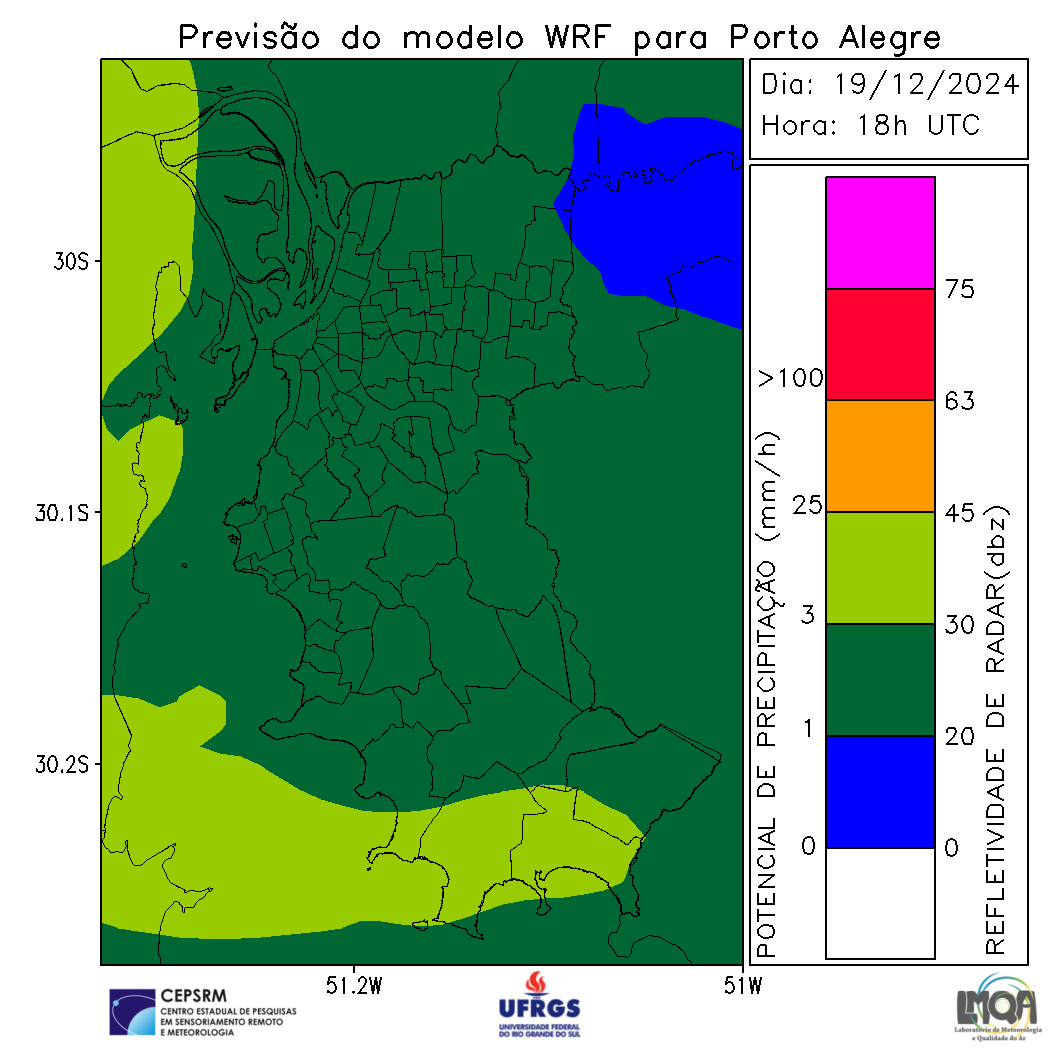 Previsão do modelo WRF para Porto Alegre
Dia: 19/12/2024
Hora: 18h UTC
30S
30.1S
30.2S
51.2W
51W
POTENCIAL DE PRECIPITAÇÃO (mm/h)
>100
25
3
1
0
75
63
45
30
20
0
REFLETIVIDADE DE RADAR(dbz)
CEPSRM
CENTRO ESTADUAL DE PESQUISAS
EM SENSORIAMENTO REMOTO
E METEOROLOGIA
UFRGS
UNIVERSIDADE FEDERAL
DO RIO GRANDE DO SUL
LMQA
Laboratório de Meteorologia
e Qualidade do Ar